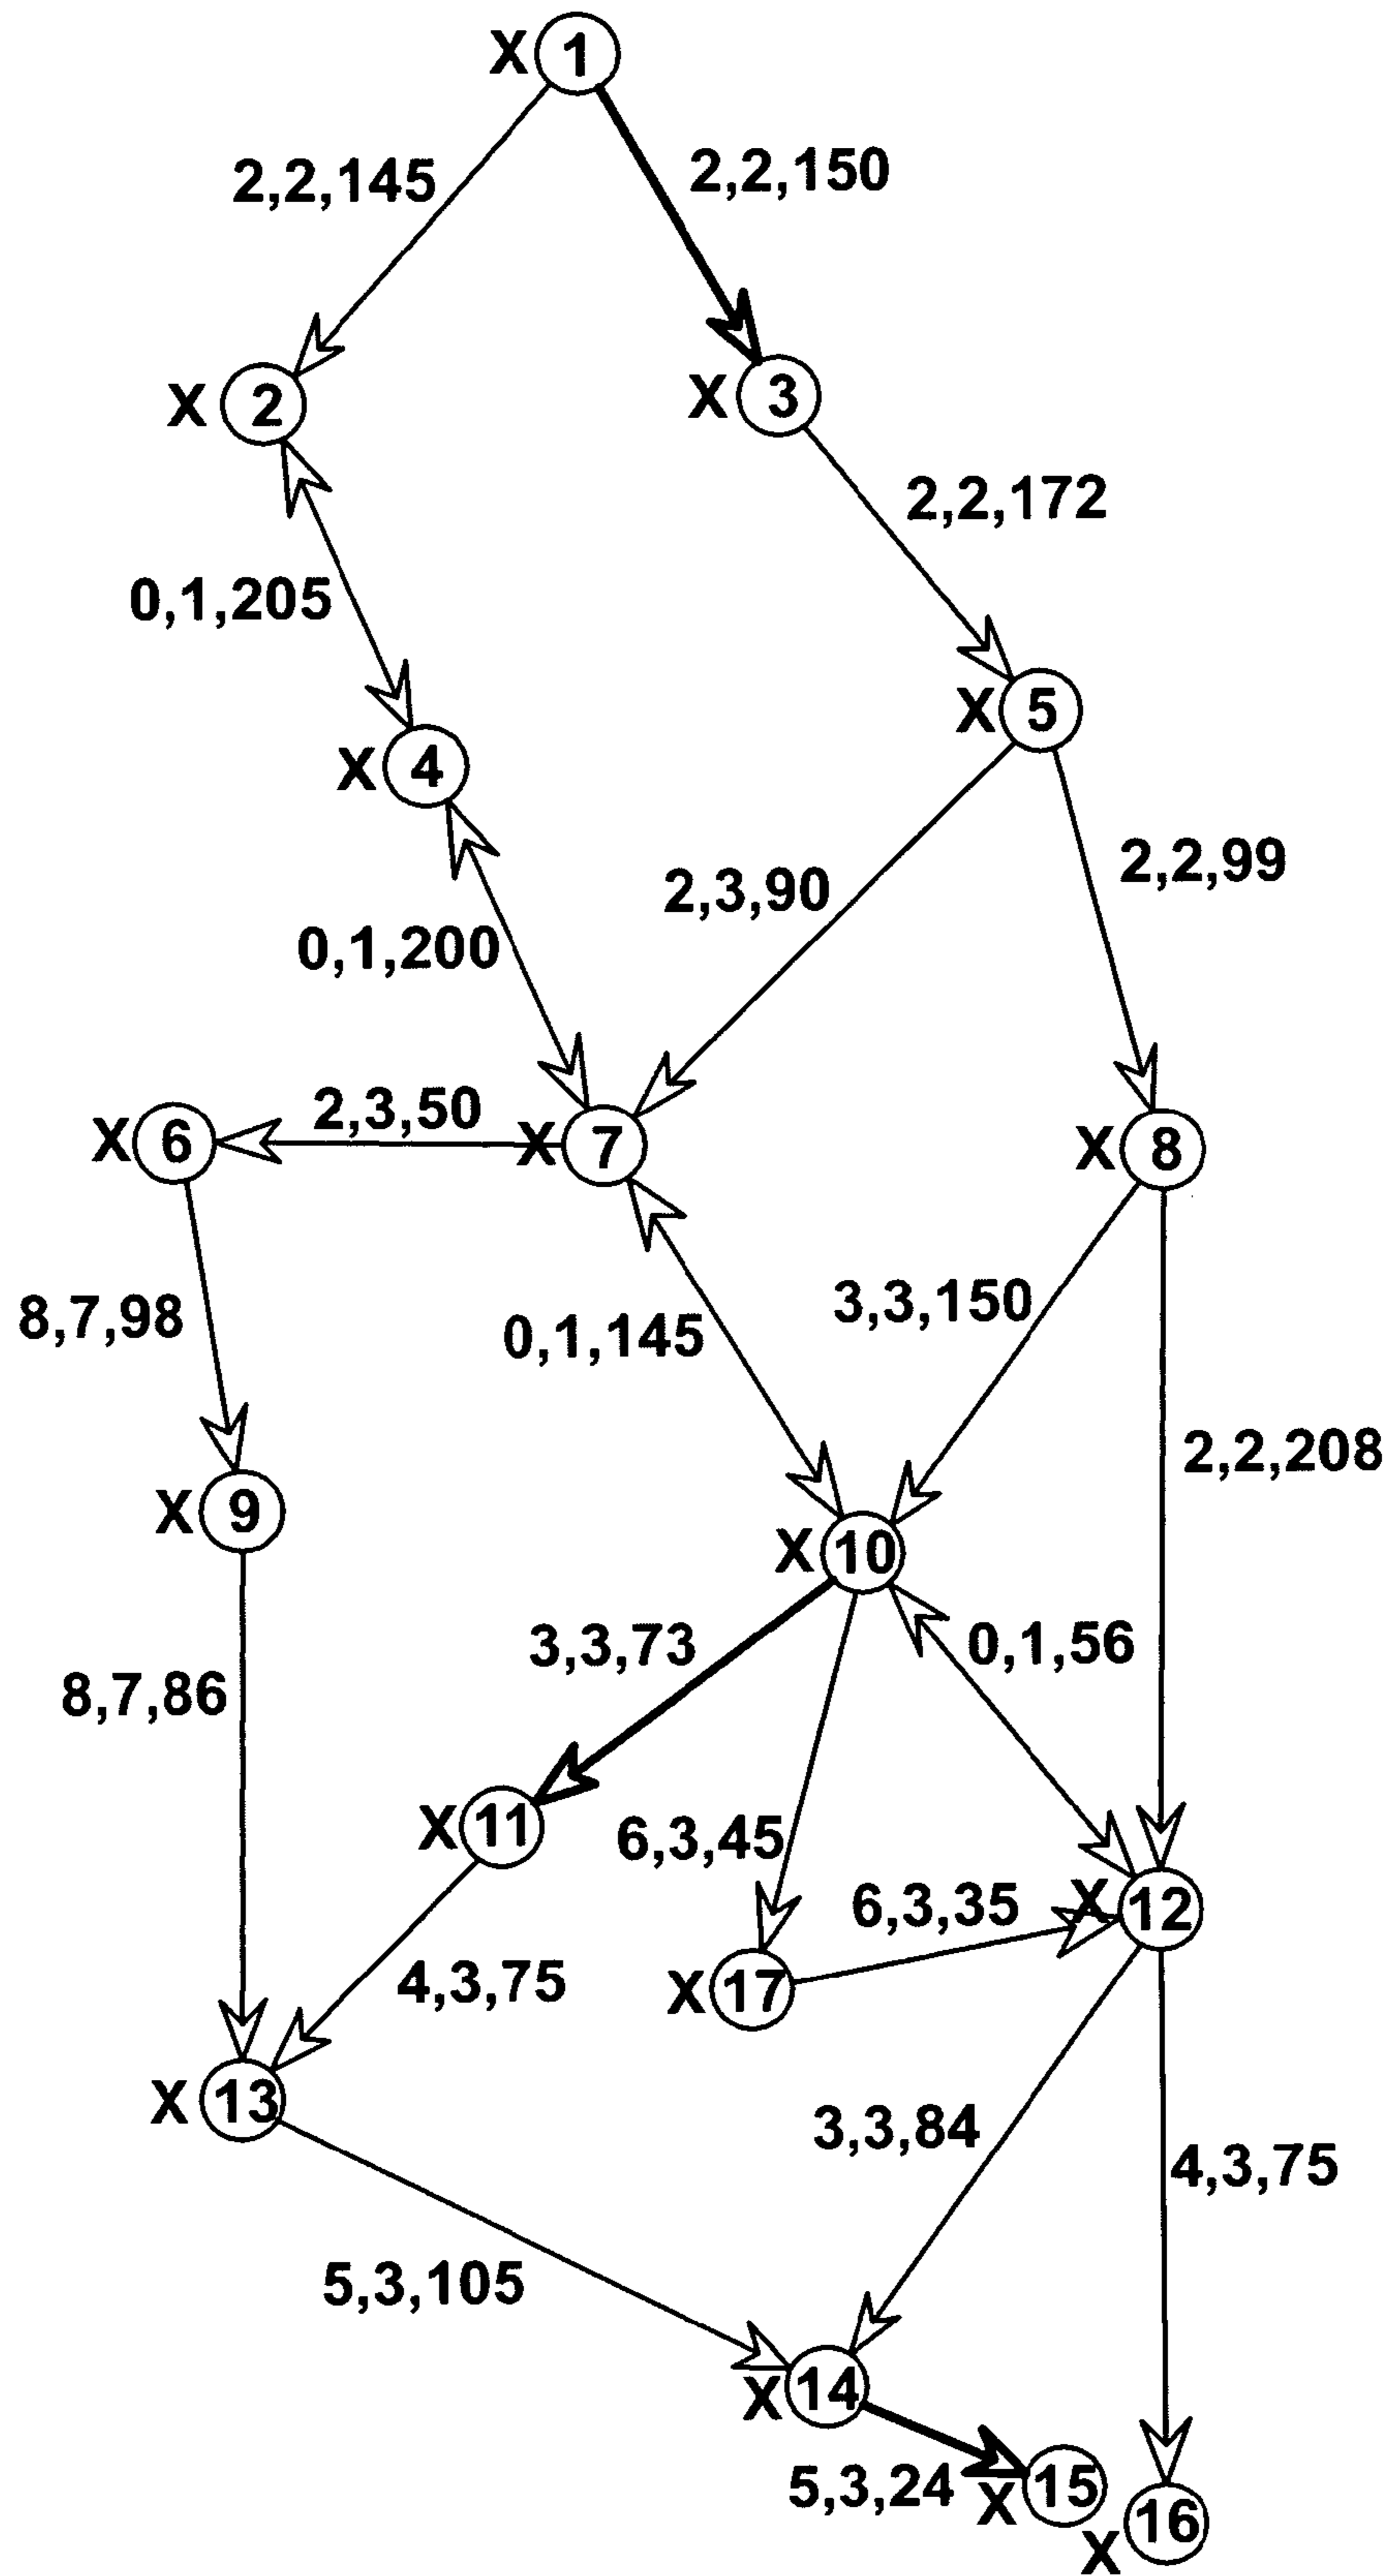 X 1
2,2,145
2,2,150
X 2
X 3
2,2,172
0,1,205
X 4
X 5
2,3,90
2,2,99
0,1,200
X 6
2,3,50
X 7
X 8
8,7,98
0,1,145
3,3,150
2,2,208
X 9
X 10
3,3,73
0,1,56
8,7,86
X 11
6,3,45
6,3,35
X 12
4,3,75
X 17
X 13
3,3,84
4,3,75
5,3,105
X 14
5,3,24
X 15
X 16